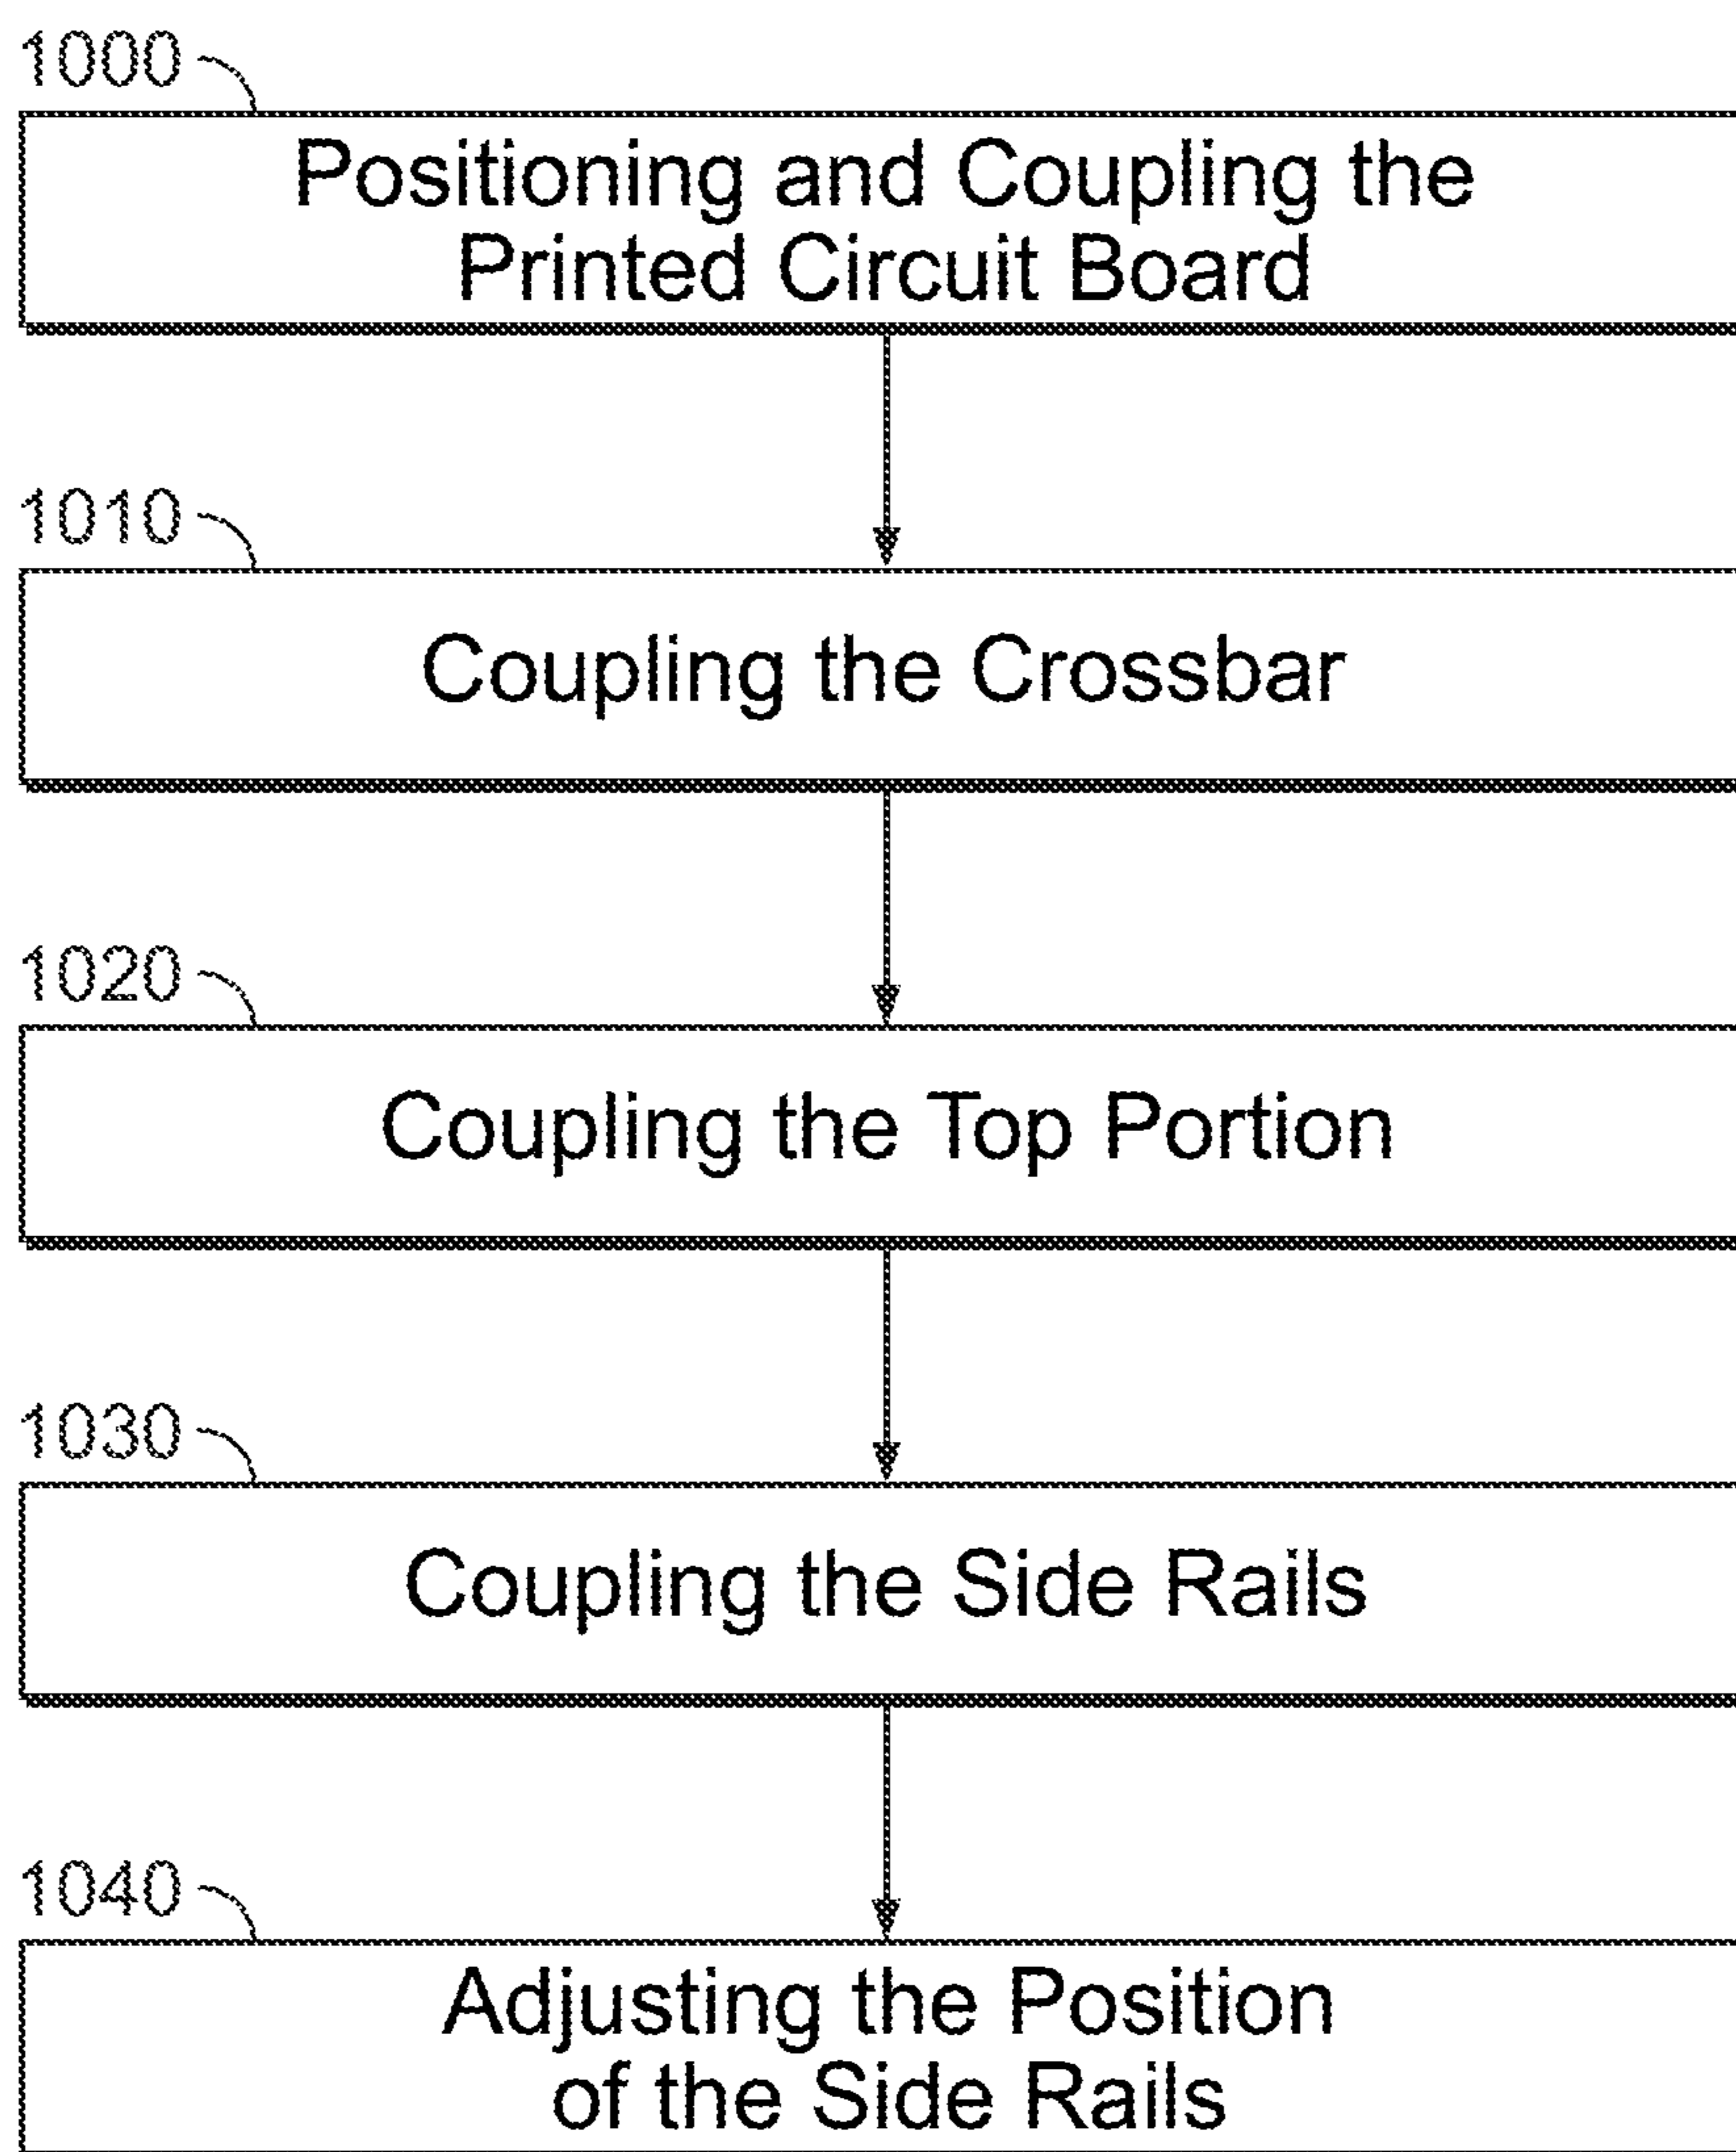 1000
Positioning and Coupling the
Printed Circuit Board
1010
Coupling the Crossbar
1020
Coupling the Top Portion
1030
Coupling the Side Rails
1040
Adjusting the Position
of the Side Rails